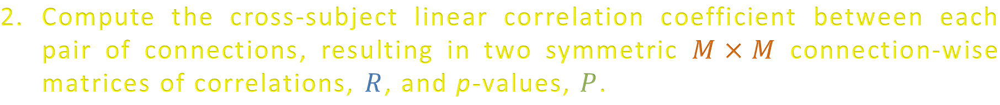 2. Compute the cross-subject linear correlation coefficient between each
pair of connections, resulting in two symmetric M × M connection-wise
matrices of correlations, R, and p-values, P.